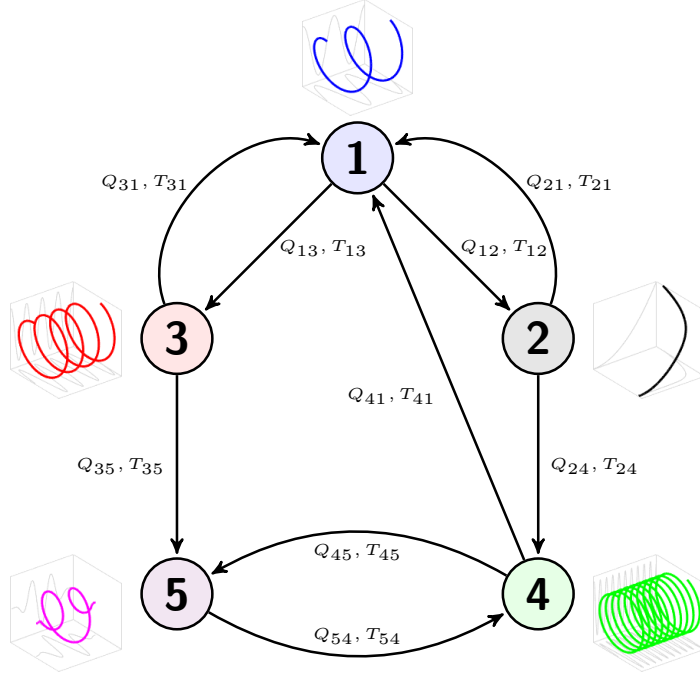 1
Q31, T31
Q21, T21
Q13, T13
Q12, T12
3
2
Q41, T41
Q35, T35
Q24, T24
Q45, T45
5
4
Q54, T54